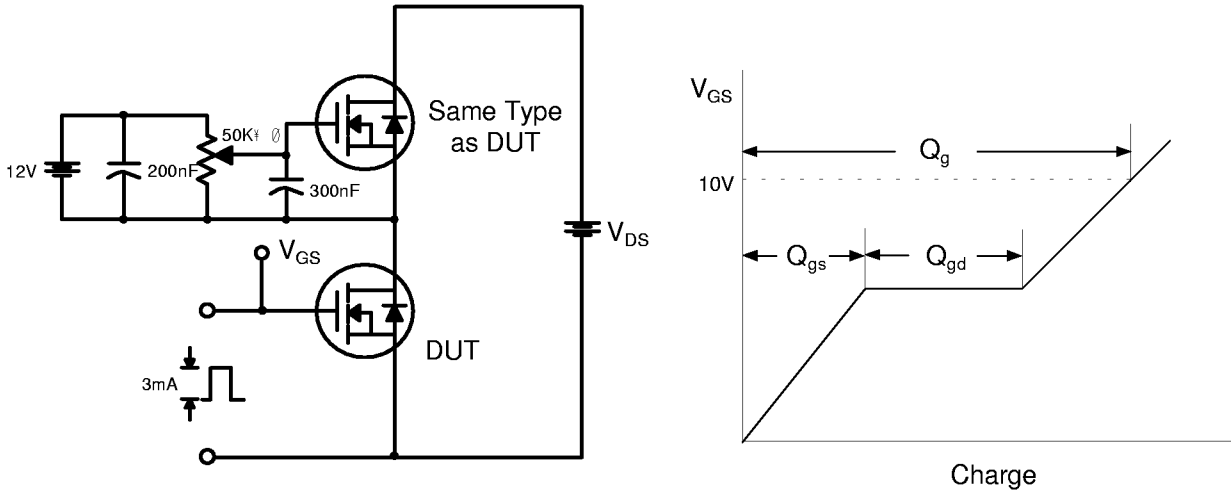 12V
200nF
50K¥ Ø
300nF
Same Type
as DUT
V_DS
V_GS
DUT
3mA
V_GS
10V
Q_g
Q_gs
Q_gd
Charge